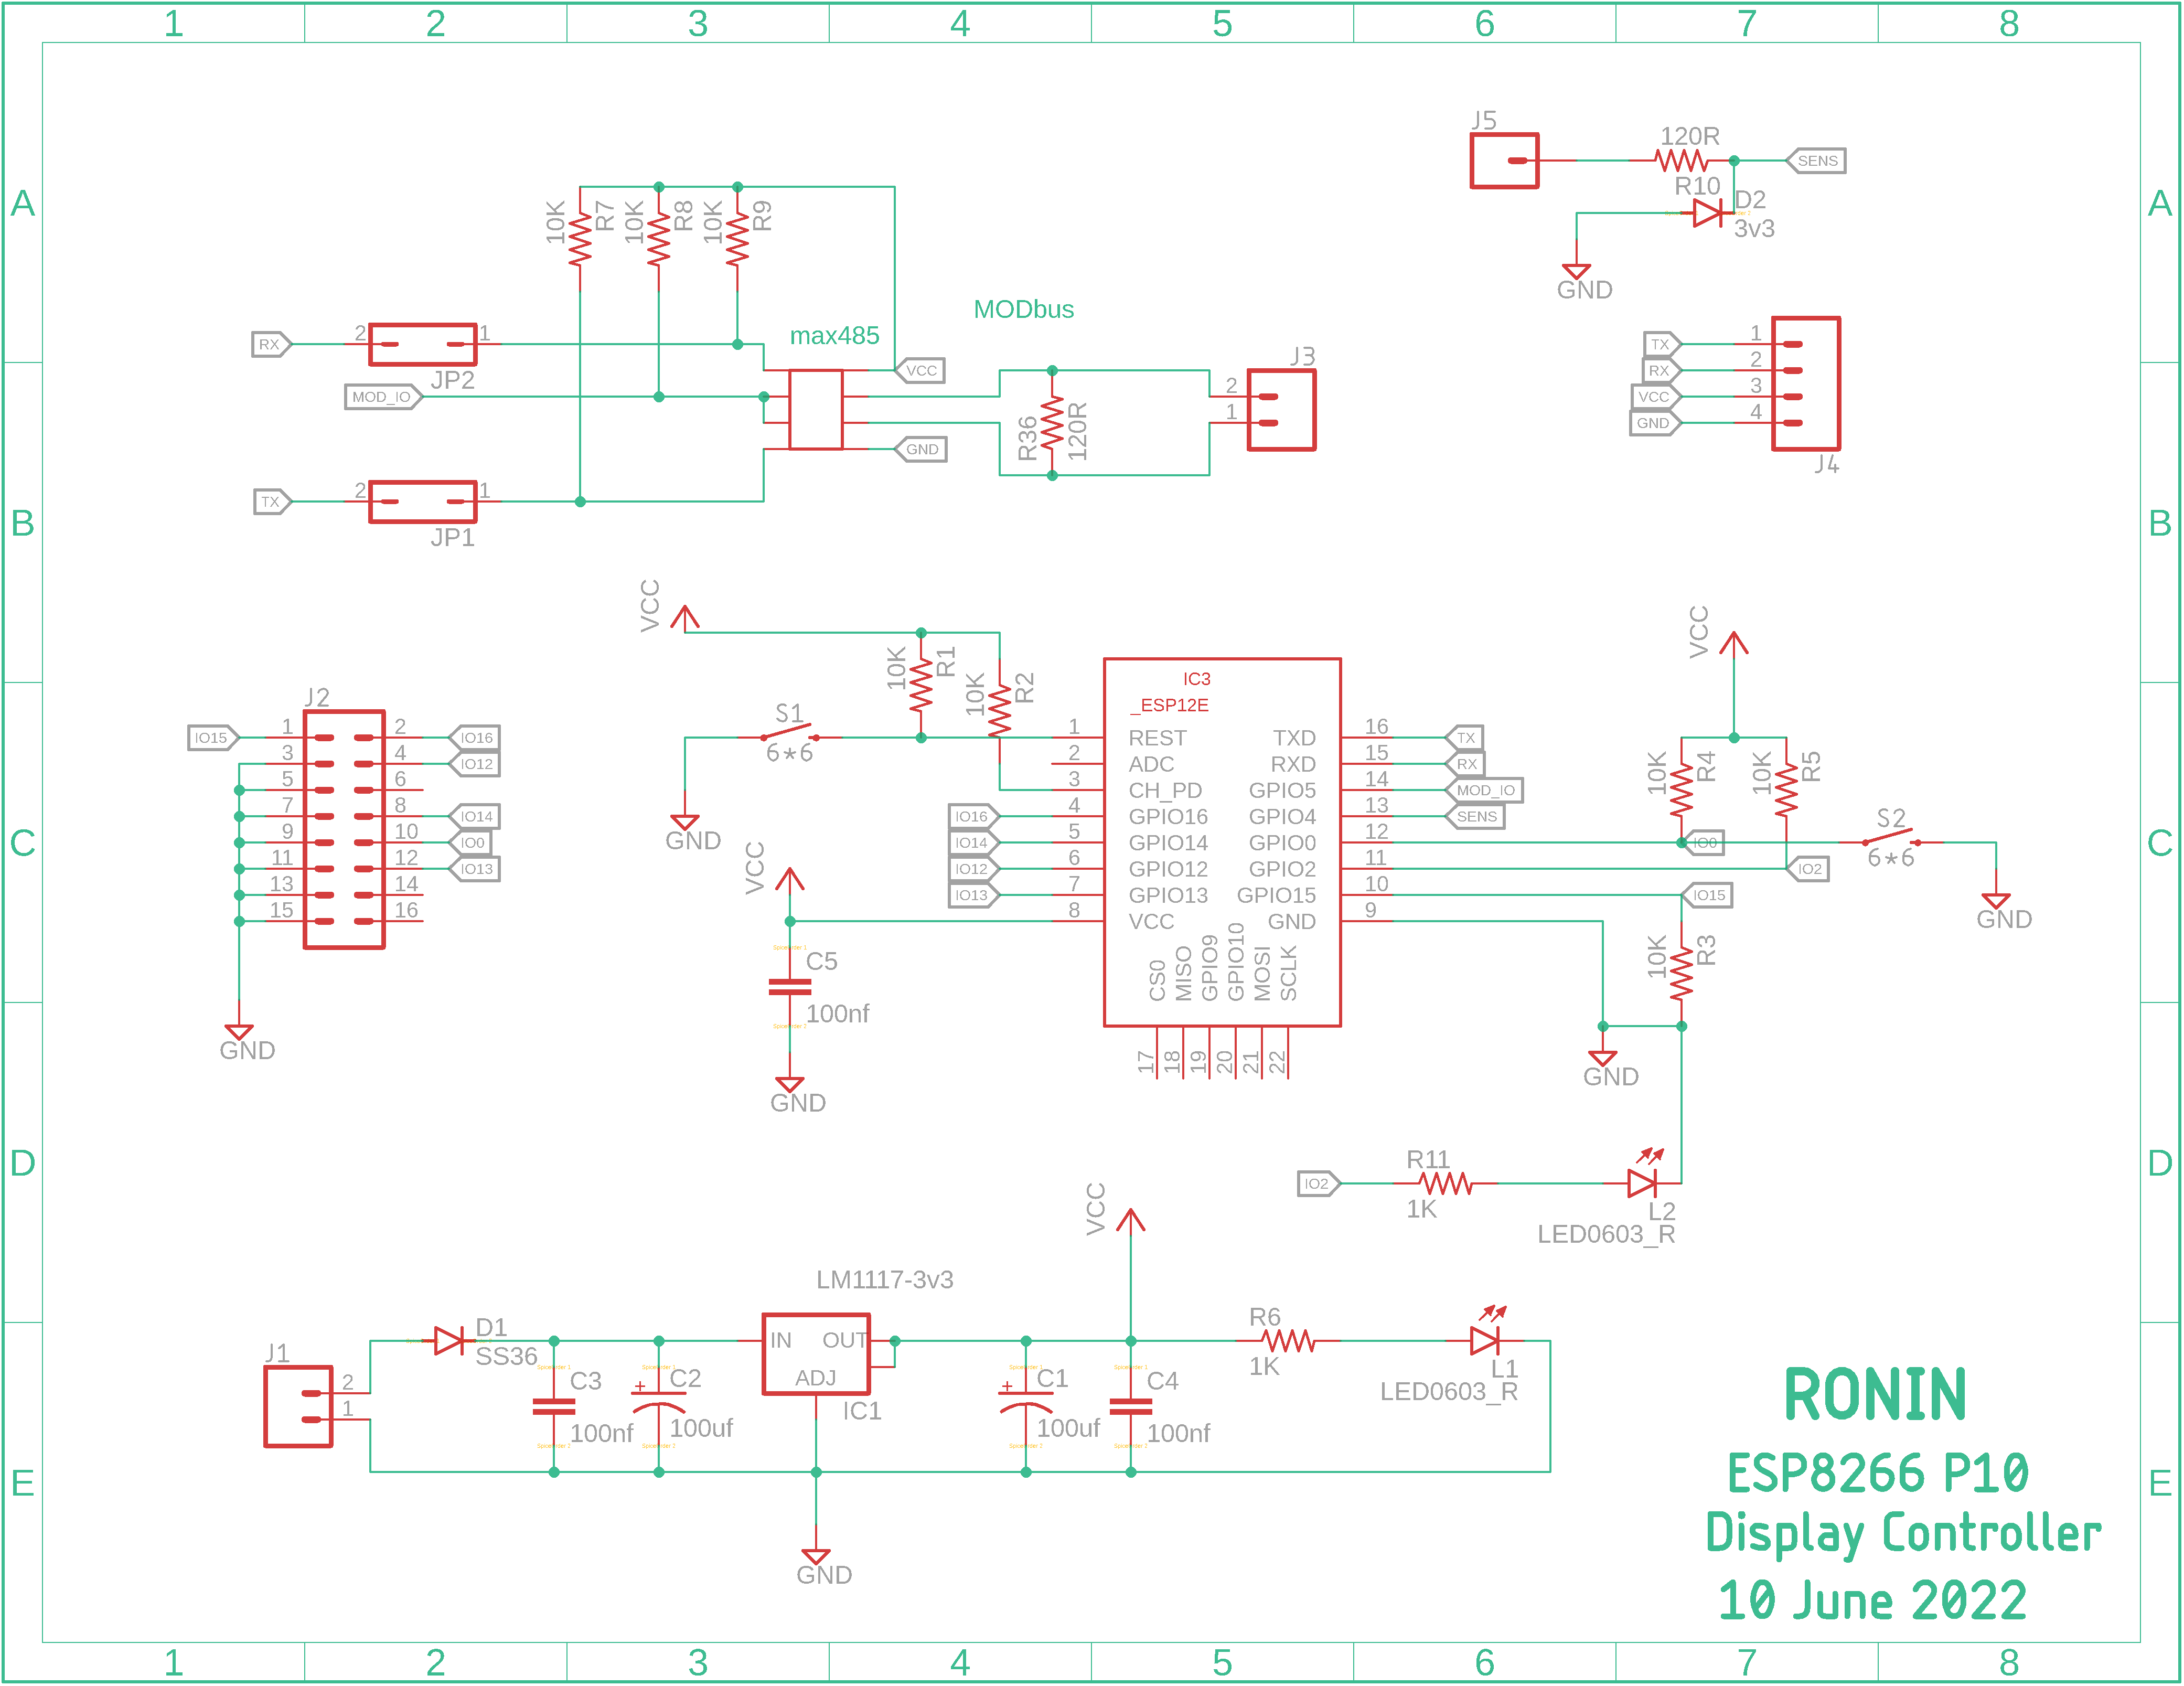 1 2 3 4 5 6 7 8
A A
B B
C C
D D
E E
10K R7 10K R8 10K R9
RX 2 1 JP2
MOD_IO
TX 2 1 JP1
max485
VCC
GND
MODbus
R36 120R
J3
2
1
J5
120R
R10
SENS
D2
3v3
GND
TX 1
RX 2
VCC 3
GND 4
J4
J2
IO15 1 2 IO16
3 4 IO12
5 6
7 8 IO14
9 10 IO0
11 12 IO13
13 14
15 16
GND
VCC
10K R1
10K R2
S1
6*6
GND
VCC
C5
100nf
GND
IC3
_ESP12E
1 REST TXD 16 TX
2 ADC RXD 15 RX
3 CH_PD GPIO5 14 MOD_IO
IO16 4 GPIO16 GPIO4 13 SENS
IO14 5 GPIO14 GPIO0 12 IO0
IO12 6 GPIO12 GPIO2 11 IO2
IO13 7 GPIO13 GPIO15 10 IO15
8 VCC GND 9
CS0 MISO GPIO9 GPIO10 MOSI SCLK
17 18 19 20 21 22
VCC
10K R4
10K R5
S2
6*6
GND
10K R3
GND
IO2
R11
1K
L2
LED0603_R
J1
2
1
D1
SS36
C3
100nf
C2
+
100uf
LM1117-3v3
IN OUT
ADJ
IC1
GND
C1
+
100uf
VCC
C4
100nf
R6
1K
L1
LED0603_R
RONIN
ESP8266 P10
Display Controller
10 June 2022
1 2 3 4 5 6 7 8